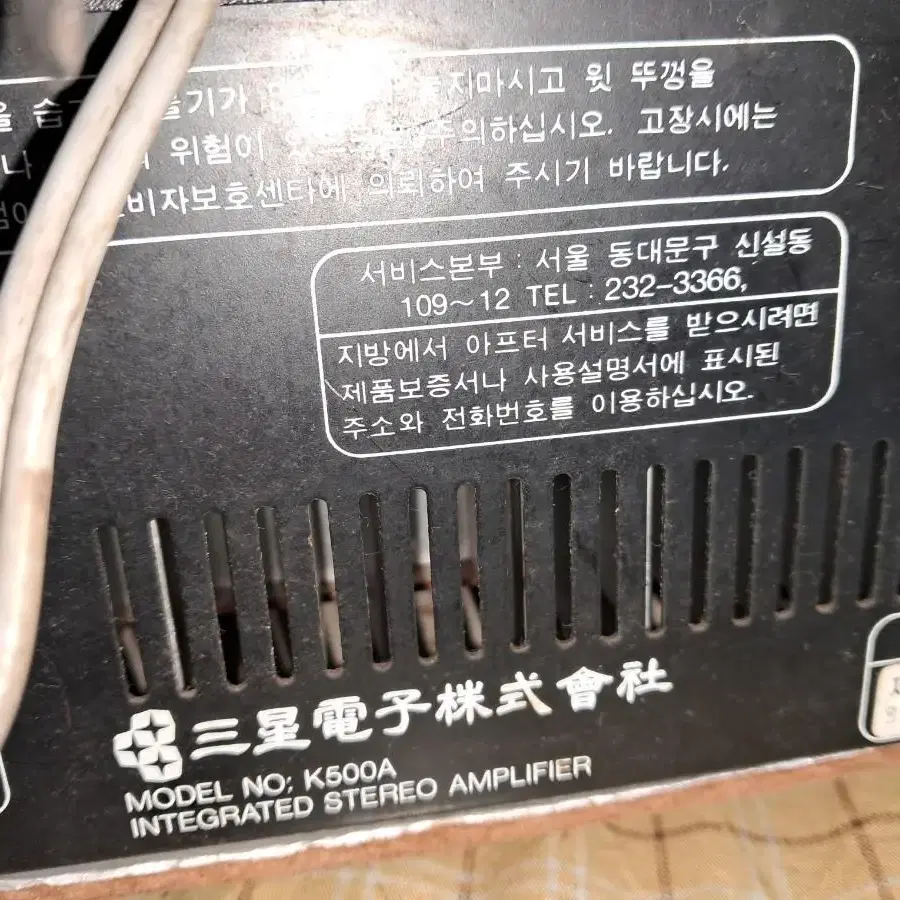 습 기가 지마시고 윗 뚜껑을
위험이 주의하십시오. 고장시에는
비자보호센타에 의뢰하여 주시기 바랍니다.
서비스본부 : 서울 동대문구 신설동
109~12 TEL : 232-3366,
지방에서 아프터 서비스를 받으시려면
제품보증서나 사용설명서에 표시된
주소와 전화번호를 이용하십시오.
三星電子株式會社
MODEL NO; K500A
INTEGRATED STEREO AMPLIFIER